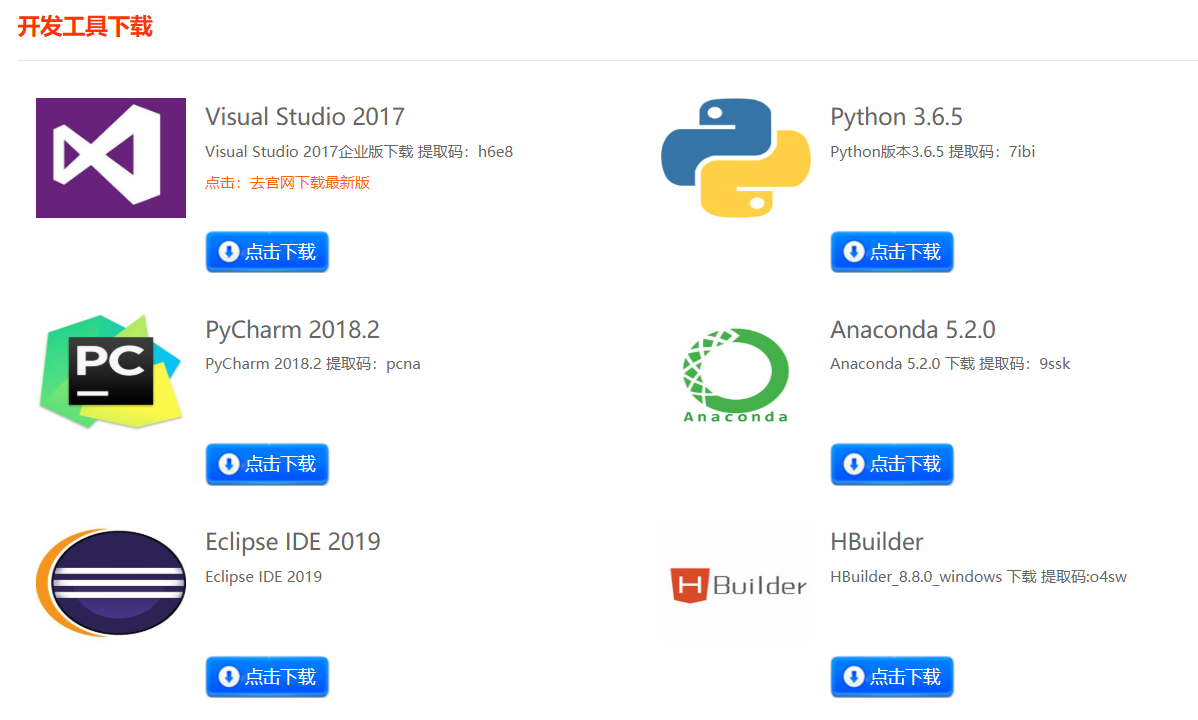 开发工具下载
Visual Studio 2017
Visual Studio 2017企业版下载 提取码：h6e8
点击：去官网下载最新版
点击下载
Python 3.6.5
Python版本3.6.5 提取码：7ibi
点击下载
PC
PyCharm 2018.2
PyCharm 2018.2 提取码：pcna
点击下载
Anaconda
Anaconda 5.2.0
Anaconda 5.2.0 下载 提取码：9ssk
点击下载
Eclipse IDE 2019
Eclipse IDE 2019
点击下载
H Builder
HBuilder
HBuilder_8.8.0_windows 下载 提取码:o4sw
点击下载